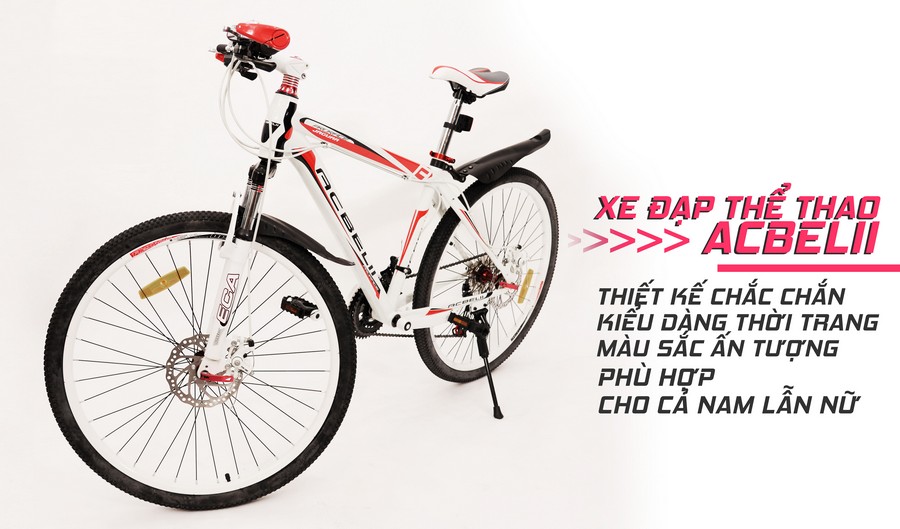 XE ĐẠP THỂ THAO
>>>>>> ACBELII
THIẾT KẾ CHẮC CHẮN
KIỂU DÀNG THỜI TRANG
MÀU SẮC ẤN TƯỢNG
PHÙ HỢP
CHO CẢ NAM LẪN NỮ
ACBELII
ECA
ACBELII